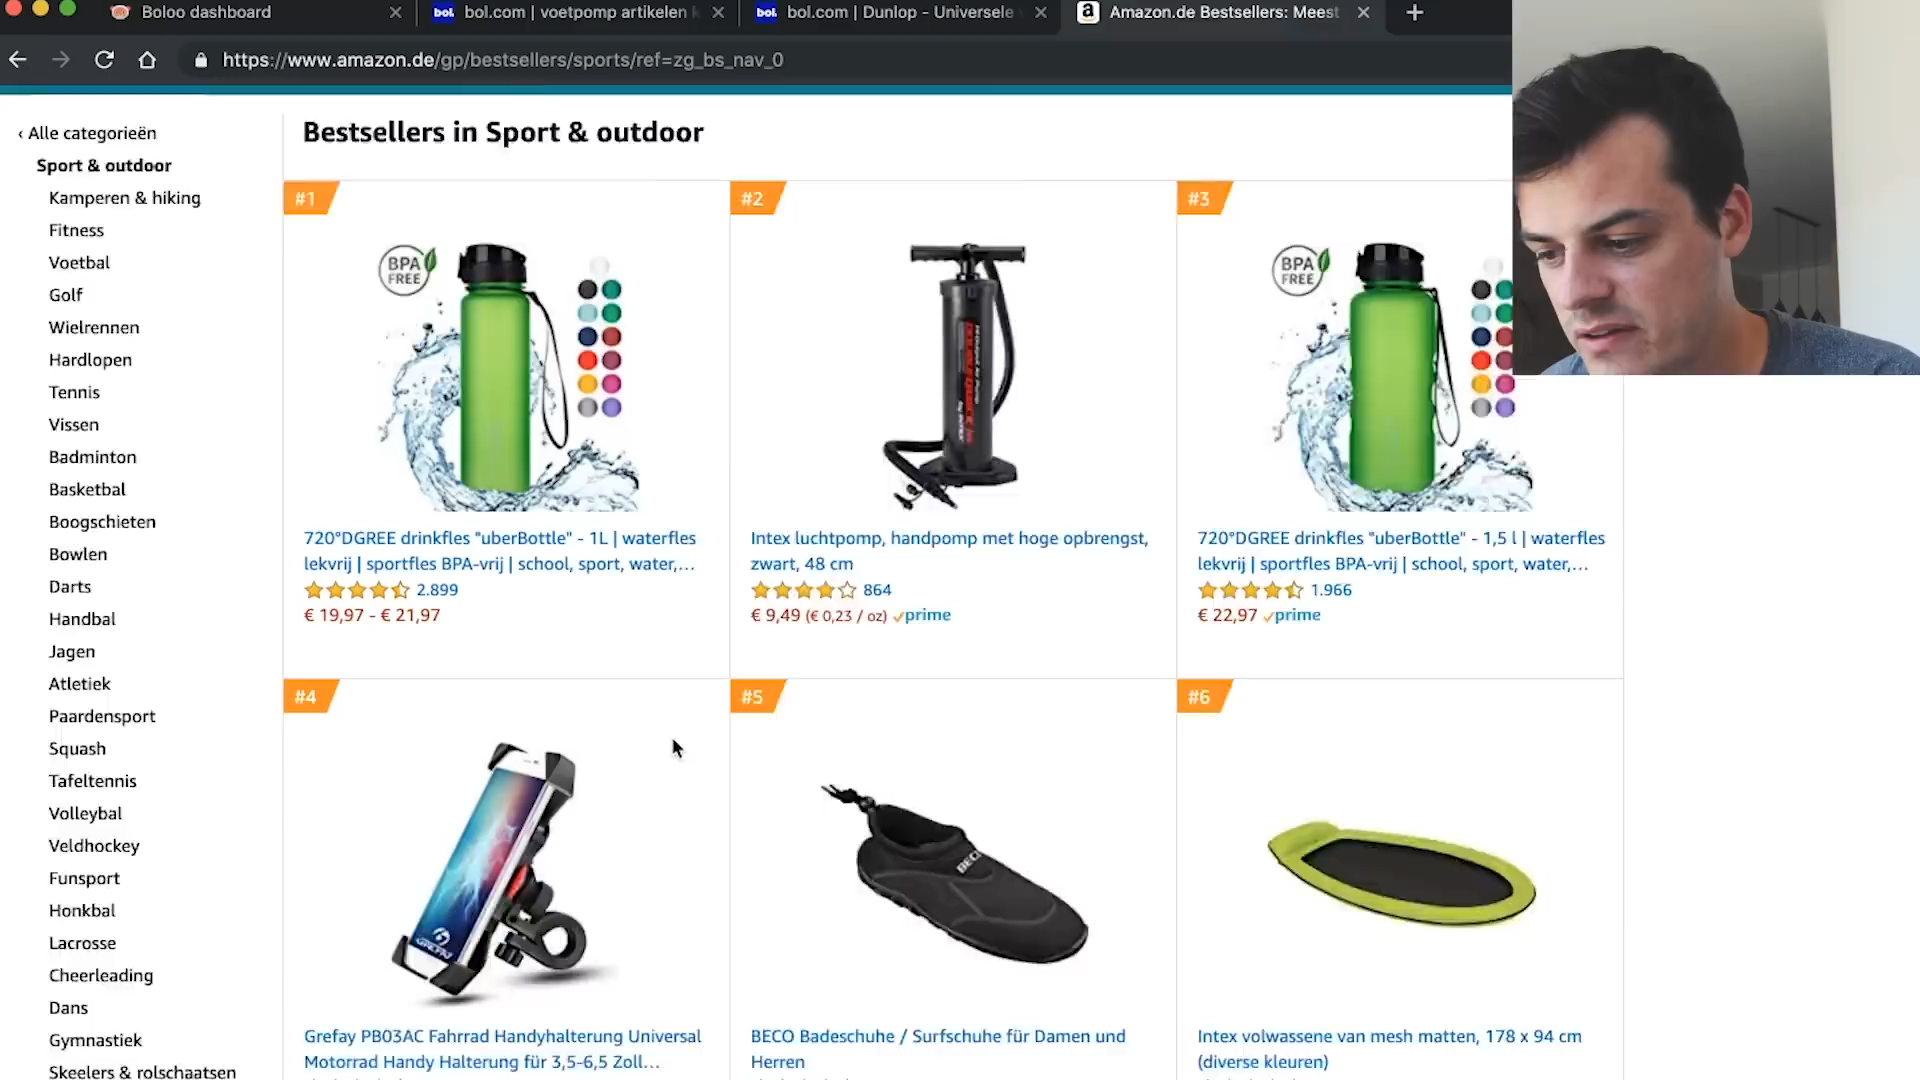 Boloo dashboard
bol. bol.com | voetpomp artikelen k
bol. bol.com | Dunlop - Universele
a Amazon.de Bestsellers: Meest
https://www.amazon.de/gp/bestsellers/sports/ref=zg_bs_nav_0
‹ Alle categorieën
Sport & outdoor
Kamperen & hiking
Fitness
Voetbal
Golf
Wielrennen
Hardlopen
Tennis
Vissen
Badminton
Basketbal
Boogschieten
Bowlen
Darts
Handbal
Jagen
Atletiek
Paardensport
Squash
Tafeltennis
Volleybal
Veldhockey
Funsport
Honkbal
Lacrosse
Cheerleading
Dans
Gymnastiek
Skeelers & rolschaatsen
Bestsellers in Sport & outdoor
#1
BPA
FREE
720°DGREE drinkfles "uberBottle" - 1L | waterfles
lekvrij | sportfles BPA-vrij | school, sport, water,...
2.899
€ 19,97 - € 21,97
#2
Intex luchtpomp, handpomp met hoge opbrengst,
zwart, 48 cm
864
€ 9,49 (€ 0,23 / oz) prime
#3
BPA
FREE
720°DGREE drinkfles "uberBottle" - 1,5 l | waterfles
lekvrij | sportfles BPA-vrij | school, sport, water,...
1.966
€ 22,97 prime
#4
Grefay PB03AC Fahrrad Handyhalterung Universal
Motorrad Handy Halterung für 3,5-6,5 Zoll...
#5
BECO
BECO Badeschuhe / Surfschuhe für Damen und
Herren
#6
Intex volwassene van mesh matten, 178 x 94 cm
(diverse kleuren)